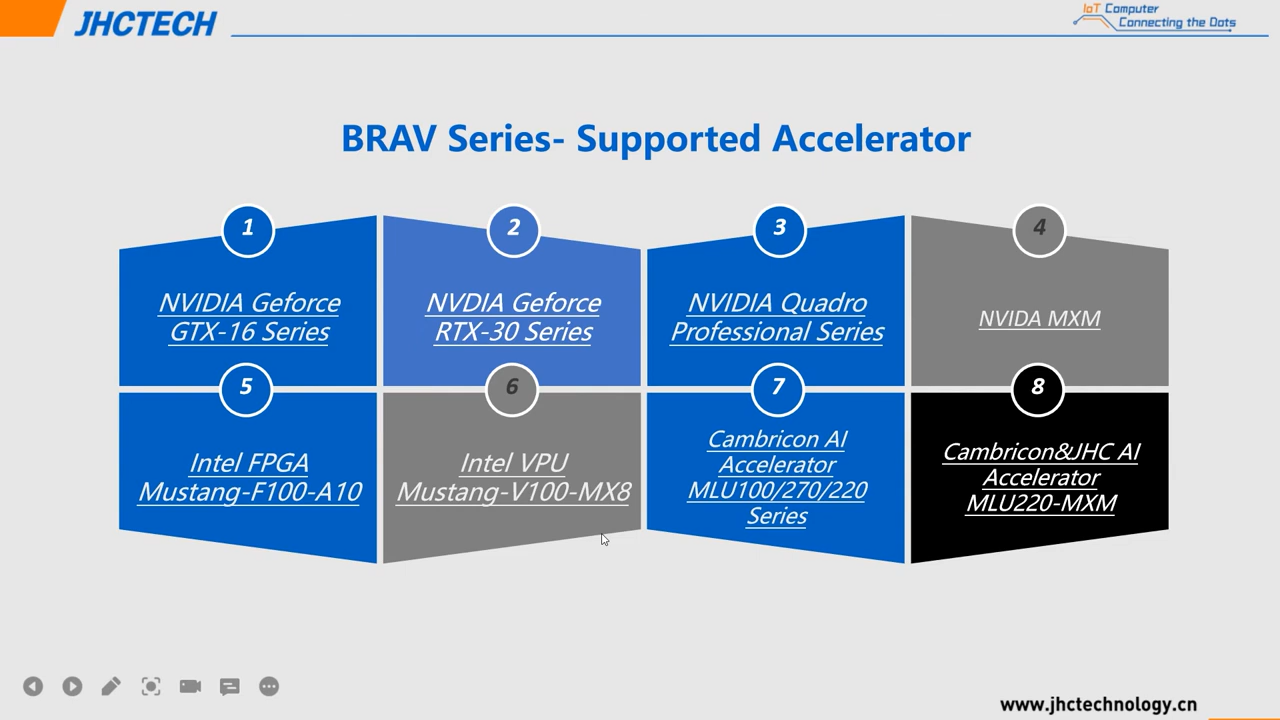 JHCTECH
IoT Computer
Connecting the Dots
BRAV Series- Supported Accelerator
1
NVIDIA Geforce
GTX-16 Series
2
NVDIA Geforce
RTX-30 Series
3
NVIDIA Quadro
Professional Series
4
NVIDA MXM
5
Intel FPGA
Mustang-F100-A10
6
Intel VPU
Mustang-V100-MX8
7
Cambricon AI
Accelerator
MLU100/270/220
Series
8
Cambricon&JHC AI
Accelerator
MLU220-MXM
www.jhctechnology.cn